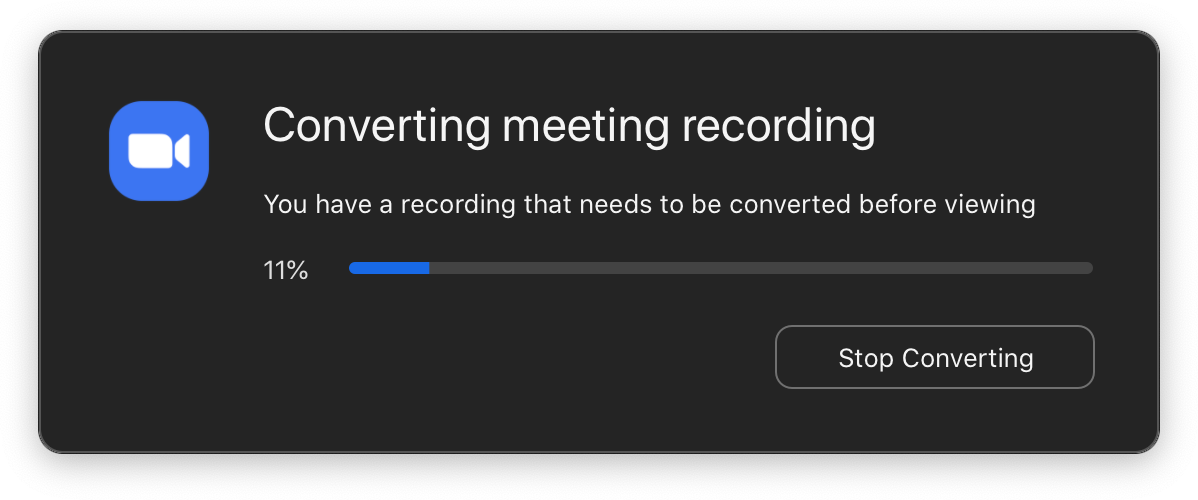 Converting meeting recording
You have a recording that needs to be converted before viewing
11%
Stop Converting